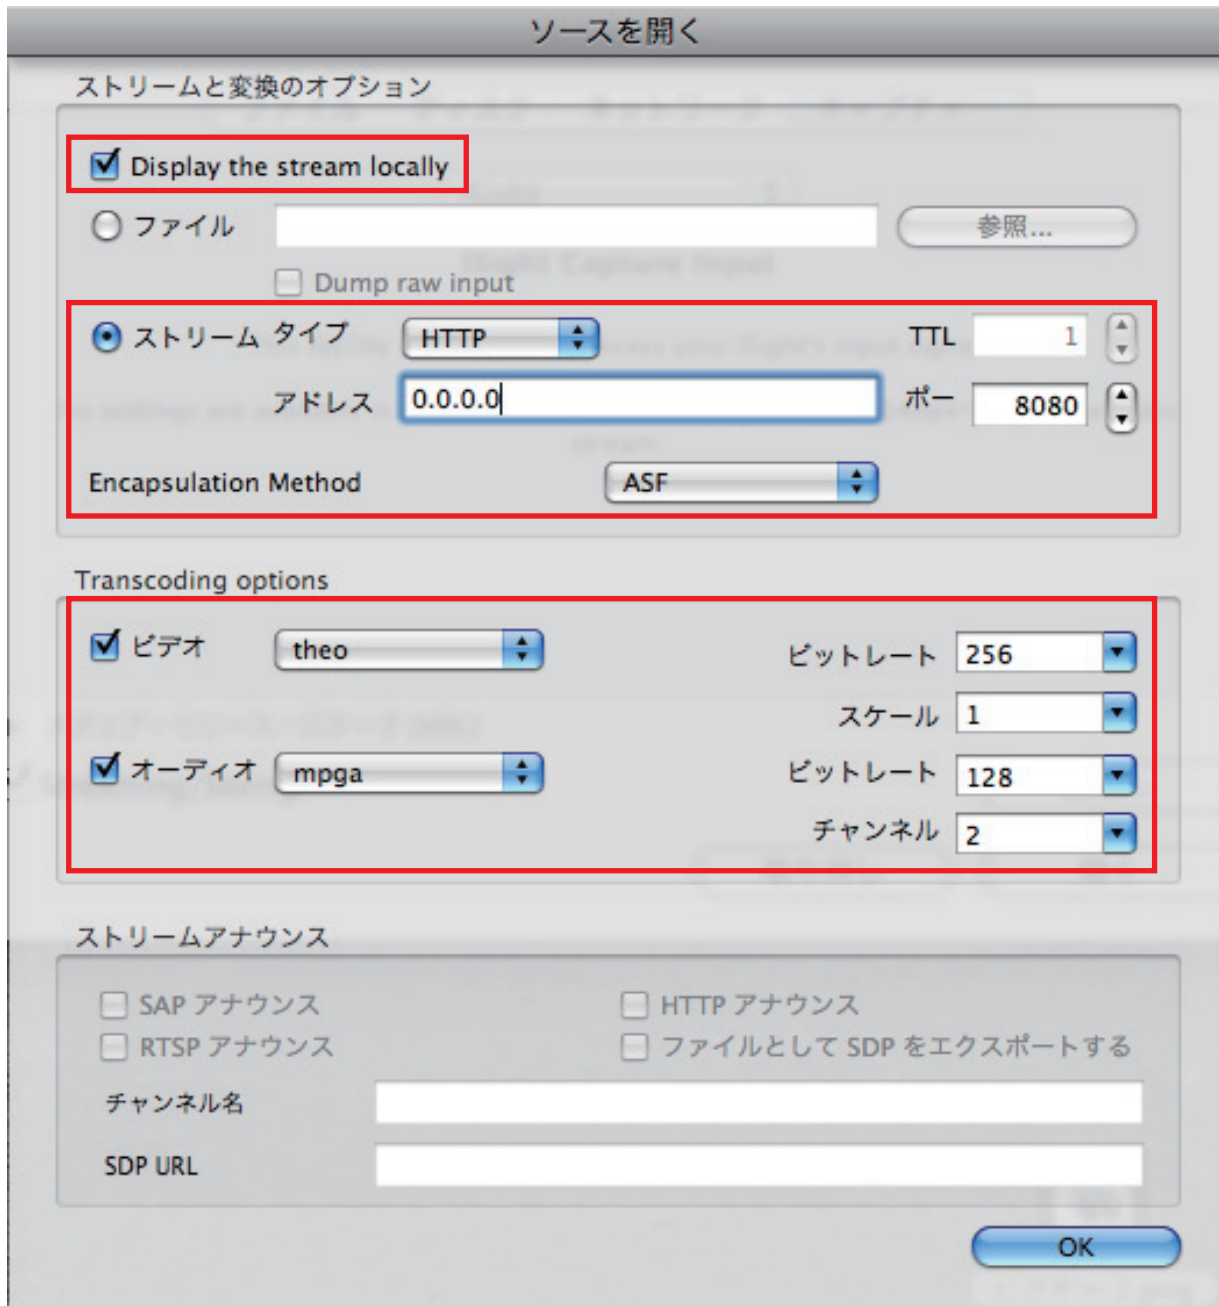 ソースを開く
ストリームと変換のオプション
Display the stream locally
ファイル 参照...
Dump raw input
ストリーム タイプ HTTP TTL 1
アドレス 0.0.0.0 ポー 8080
Encapsulation Method ASF
Transcoding options
ビデオ theo ビットレート 256
スケール 1
オーディオ mpga ビットレート 128
チャンネル 2
ストリームアナウンス
SAP アナウンス HTTP アナウンス
RTSP アナウンス ファイルとして SDP をエクスポートする
チャンネル名
SDP URL
OK